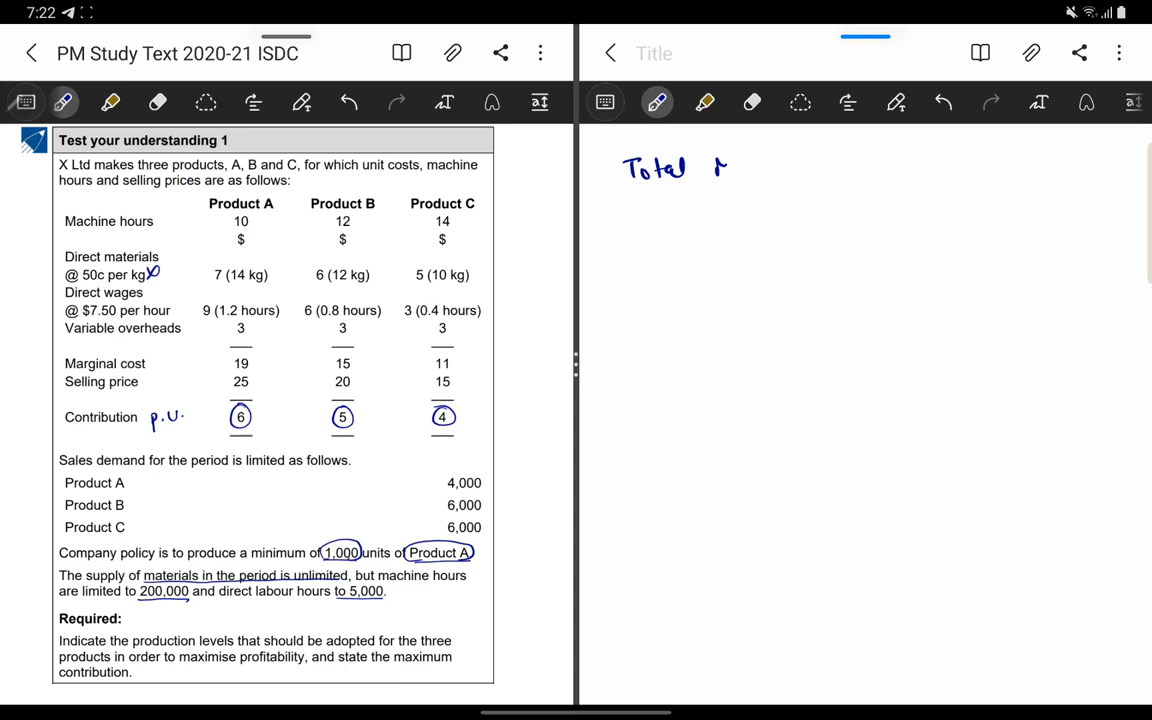 7:22
PM Study Text 2020-21 ISDC
Title
Test your understanding 1
X Ltd makes three products, A, B and C, for which unit costs, machine
hours and selling prices are as follows:
Product A Product B Product C
Machine hours 10 12 14
$ $ $
Direct materials
@ 50c per kg 7 (14 kg) 6 (12 kg) 5 (10 kg)
Direct wages
@ $7.50 per hour 9 (1.2 hours) 6 (0.8 hours) 3 (0.4 hours)
Variable overheads 3 3 3
Marginal cost 19 15 11
Selling price 25 20 15
Contribution p.u. 6 5 4
Sales demand for the period is limited as follows.
Product A 4,000
Product B 6,000
Product C 6,000
Company policy is to produce a minimum of 1,000 units of Product A
The supply of materials in the period is unlimited, but machine hours
are limited to 200,000 and direct labour hours to 5,000.
Required:
Indicate the production levels that should be adopted for the three
products in order to maximise profitability, and state the maximum
contribution.
Total